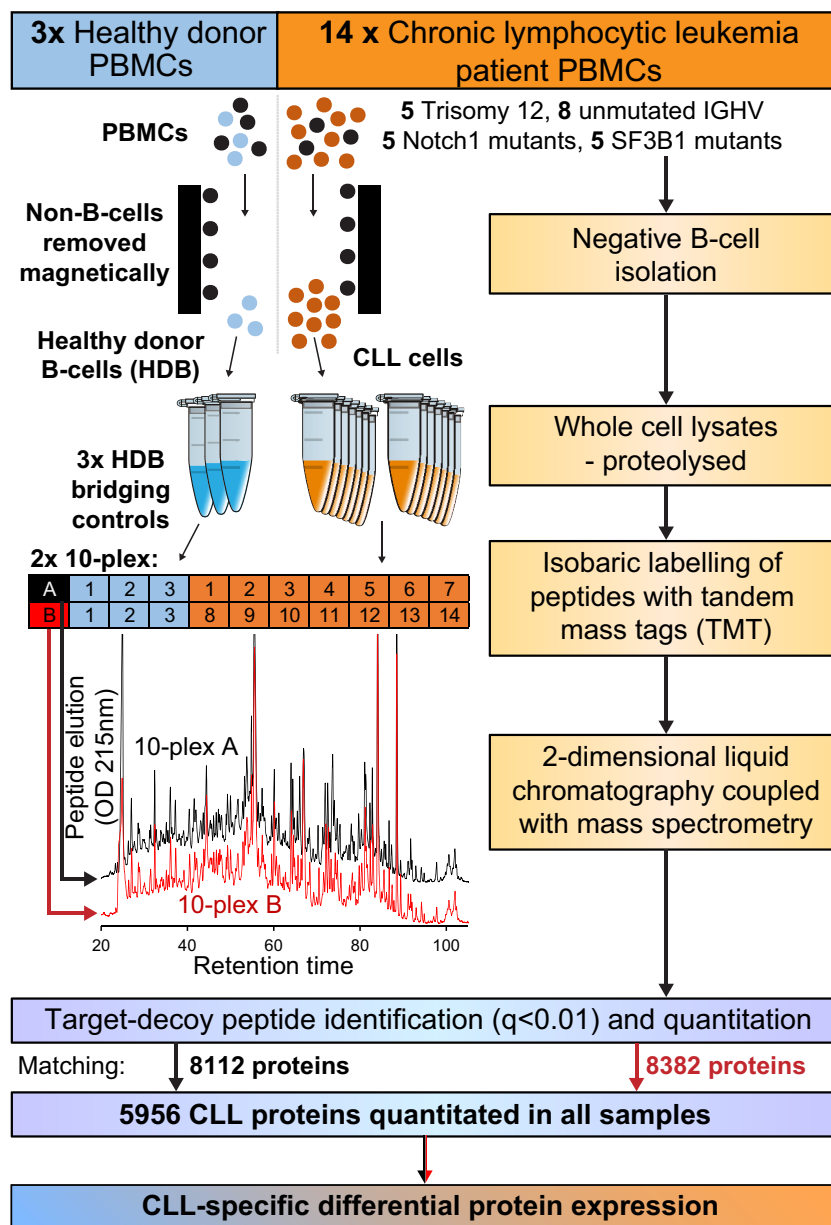 3x Healthy donor
PBMCs
14 x Chronic lymphocytic leukemia
patient PBMCs
PBMCs
5 Trisomy 12, 8 unmutated IGHV
5 Notch1 mutants, 5 SF3B1 mutants
Non-B-cells
removed
magnetically
Negative B-cell
isolation
Healthy donor
B-cells (HDB)
CLL cells
Whole cell lysates
- proteolysed
3x HDB
bridging
controls
2x 10-plex:
A 1 2 3 1 2 3 4 5 6 7
B 1 2 3 8 9 10 11 12 13 14
Isobaric labelling of
peptides with tandem
mass tags (TMT)
Peptide elution
(OD 215nm)
10-plex A
10-plex B
20 40 60 80 100
Retention time
2-dimensional liquid
chromatography coupled
with mass spectrometry
Target-decoy peptide identification (q<0.01) and quantitation
Matching: 8112 proteins 8382 proteins
5956 CLL proteins quantitated in all samples
CLL-specific differential protein expression